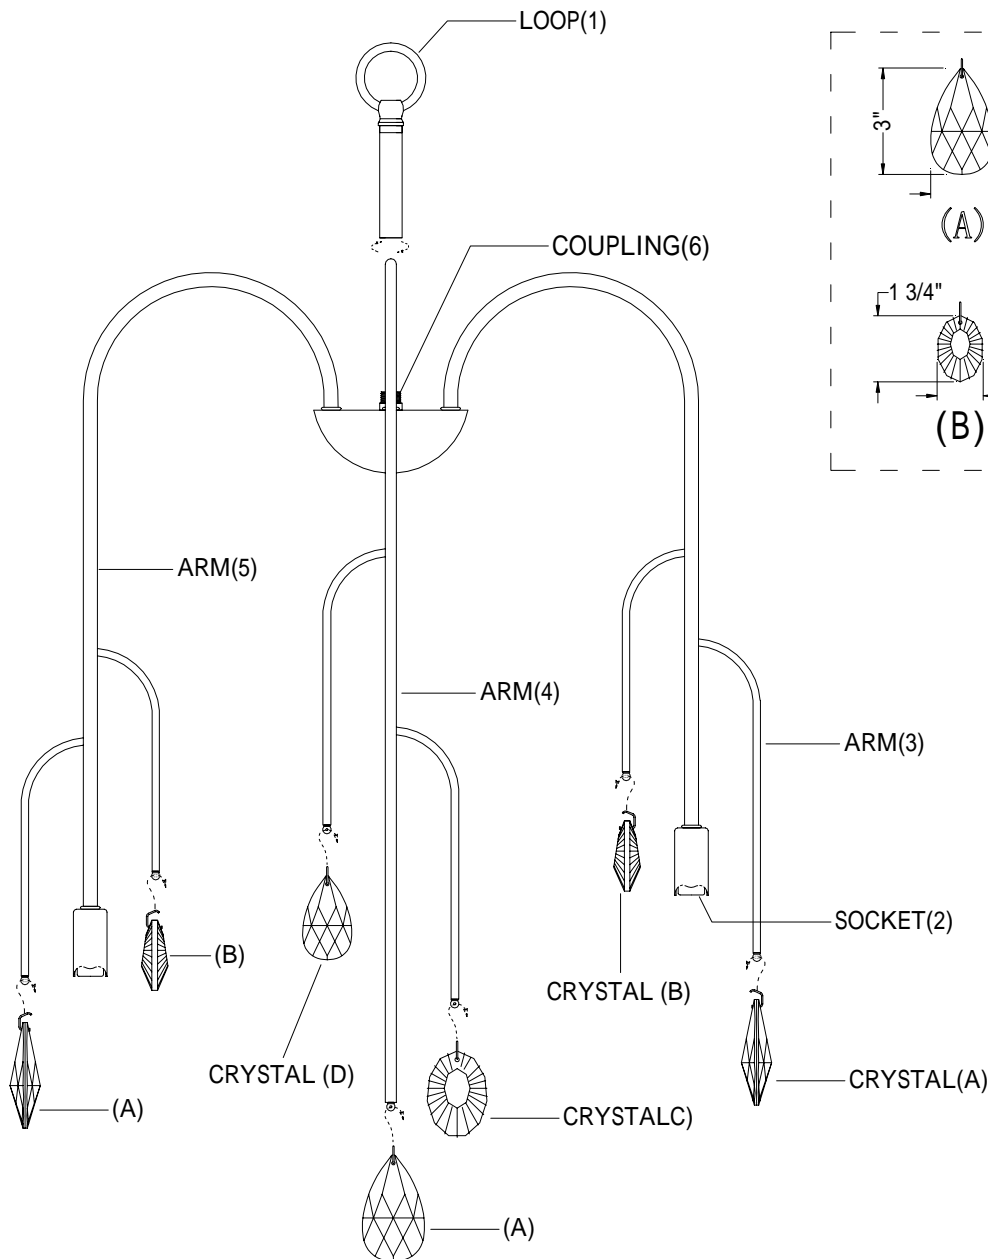 LOOP(1)
3"
(A)
COUPLING(6)
1 3/4"
(B)
ARM(5)
ARM(4)
ARM(3)
SOCKET(2)
(B)
CRYSTAL (B)
CRYSTAL (D)
CRYSTAL(A)
(A)
CRYSTALC)
(A)